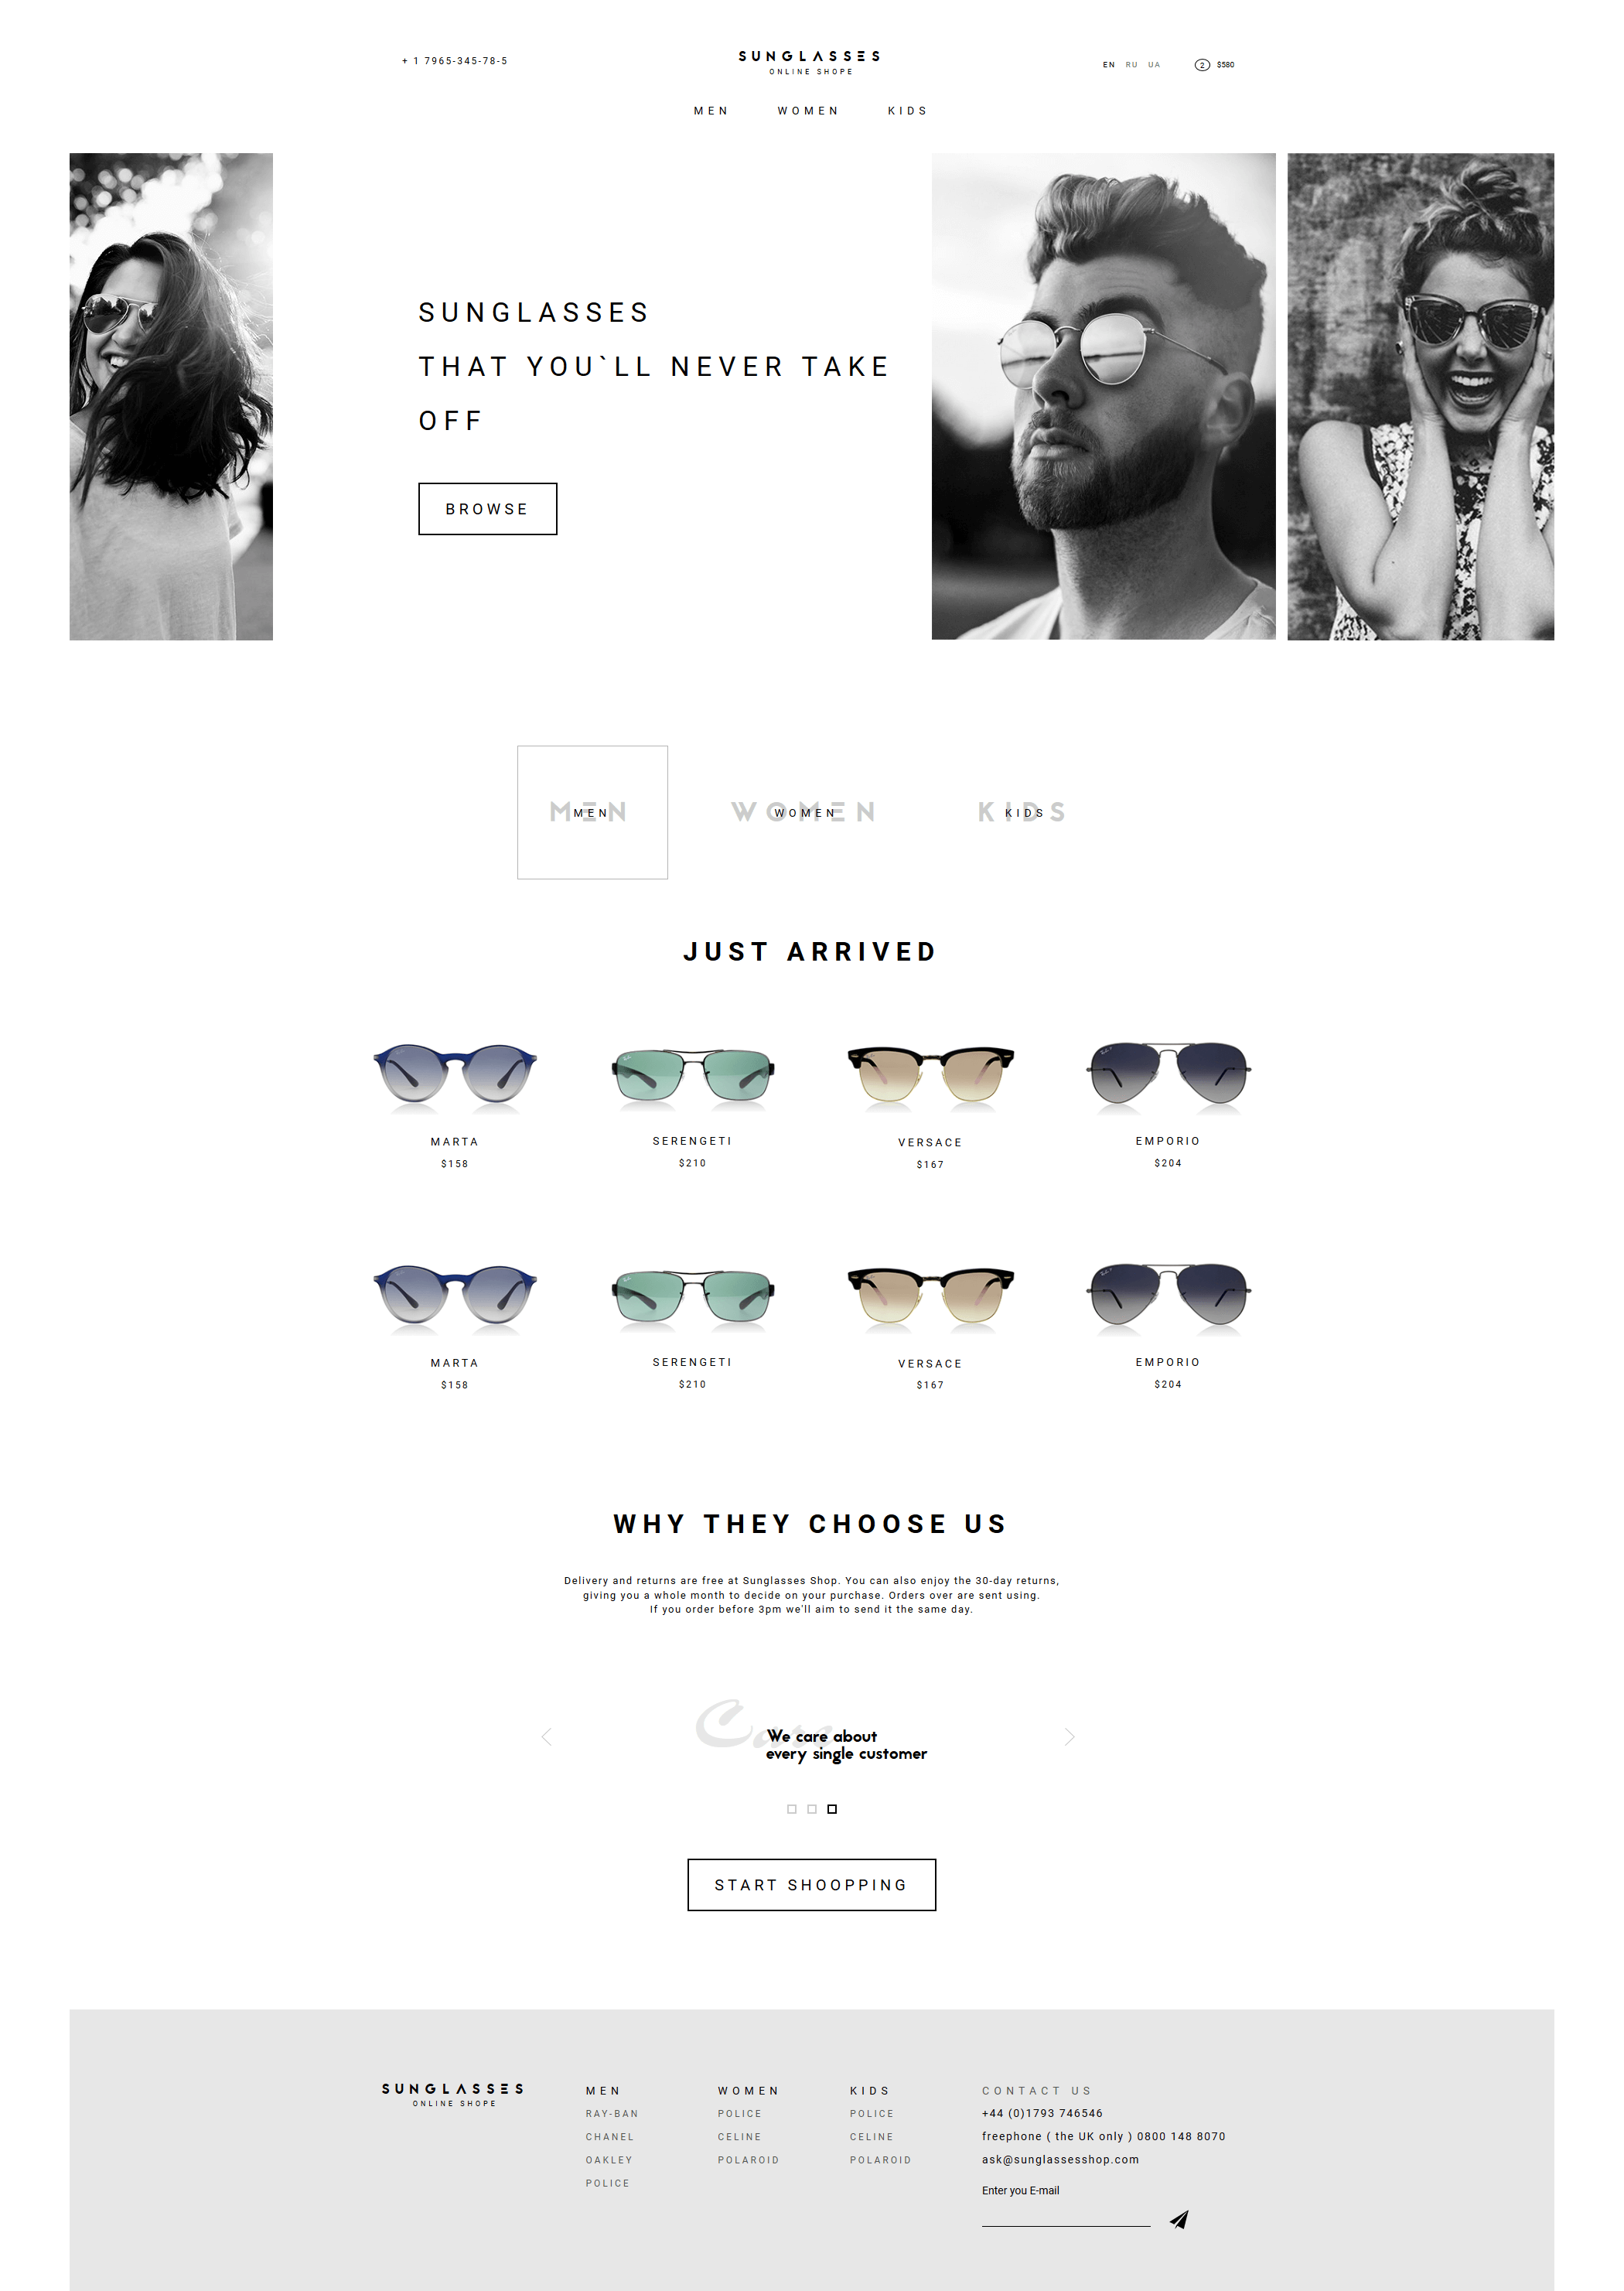 + 1 7965-345-78-5
SUNGLASSES
ONLINE SHOPE
EN RU UA
2 $580
MEN WOMEN KIDS
SUNGLASSES
THAT YOU`LL NEVER TAKE
OFF
BROWSE
MEN
MEN
WOMEN
WOMEN
KIDS
KIDS
JUST ARRIVED
MARTA
$158
SERENGETI
$210
VERSACE
$167
EMPORIO
$204
MARTA
$158
SERENGETI
$210
VERSACE
$167
EMPORIO
$204
WHY THEY CHOOSE US
Delivery and returns are free at Sunglasses Shop. You can also enjoy the 30-day returns,
giving you a whole month to decide on your purchase. Orders over are sent using.
If you order before 3pm we'll aim to send it the same day.
Care
We care about
every single customer
START SHOOPPING
SUNGLASSES
ONLINE SHOPE
MEN
RAY-BAN
CHANEL
OAKLEY
POLICE
WOMEN
POLICE
CELINE
POLAROID
KIDS
POLICE
CELINE
POLAROID
CONTACT US
+44 (0)1793 746546
freephone ( the UK only ) 0800 148 8070
ask@sunglassesshop.com
Enter you E-mail